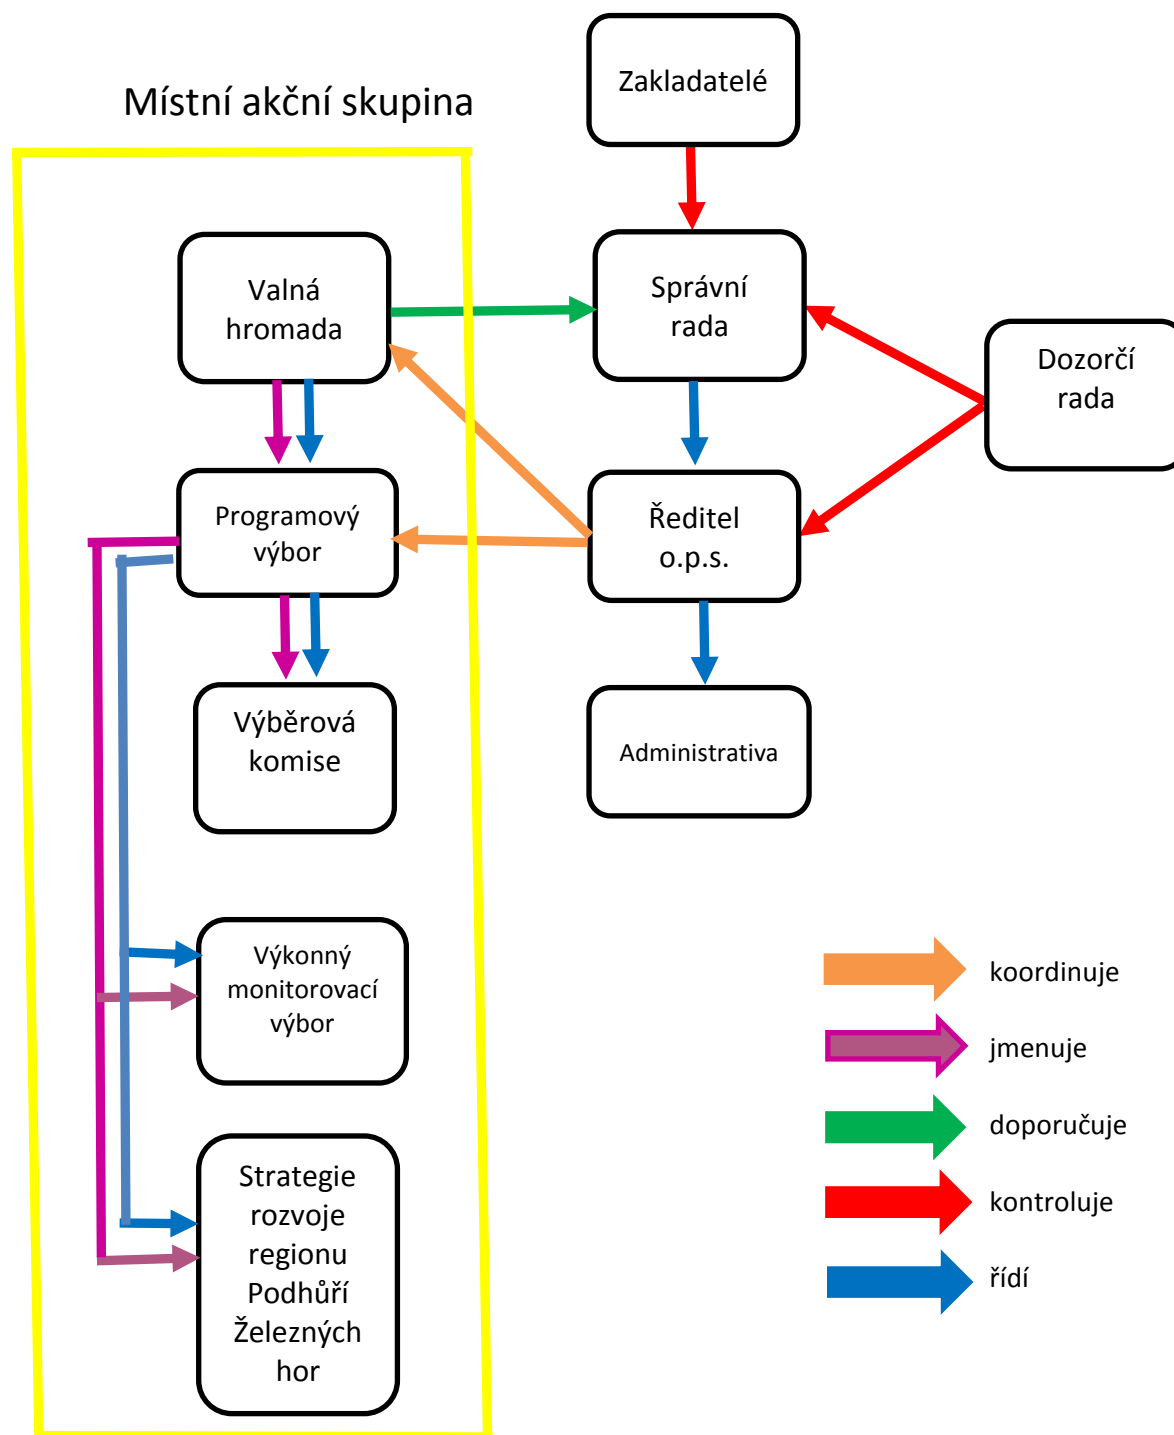 Místní akční skupina
Zakladatelé
Valná
hromada
Správní
rada
Dozorčí
rada
Programový
výbor
Ředitel
o.p.s.
Výběrová
komise
Administrativa
Výkonný
monitorovací
výbor
Strategie
rozvoje
regionu
Podhůří
Železných
hor
koordinuje
jmenuje
doporučuje
kontroluje
řídí